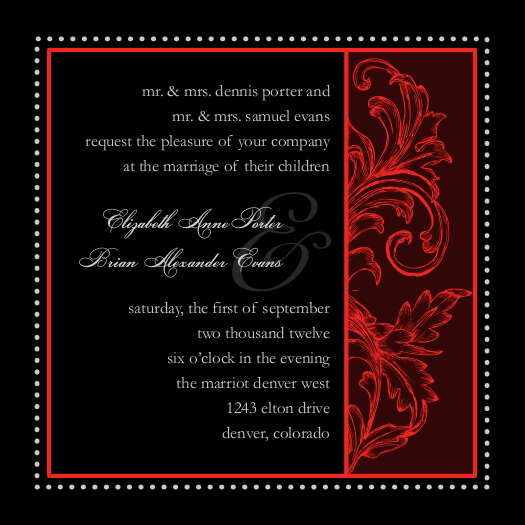 mr. & mrs. dennis porter and
mr. & mrs. samuel evans
request the pleasure of your company
at the marriage of their children
Elizabeth Anne Porter
&
Brian Alexander Evans
saturday, the first of september
two thousand twelve
six o'clock in the evening
the marriot denver west
1243 elton drive
denver, colorado